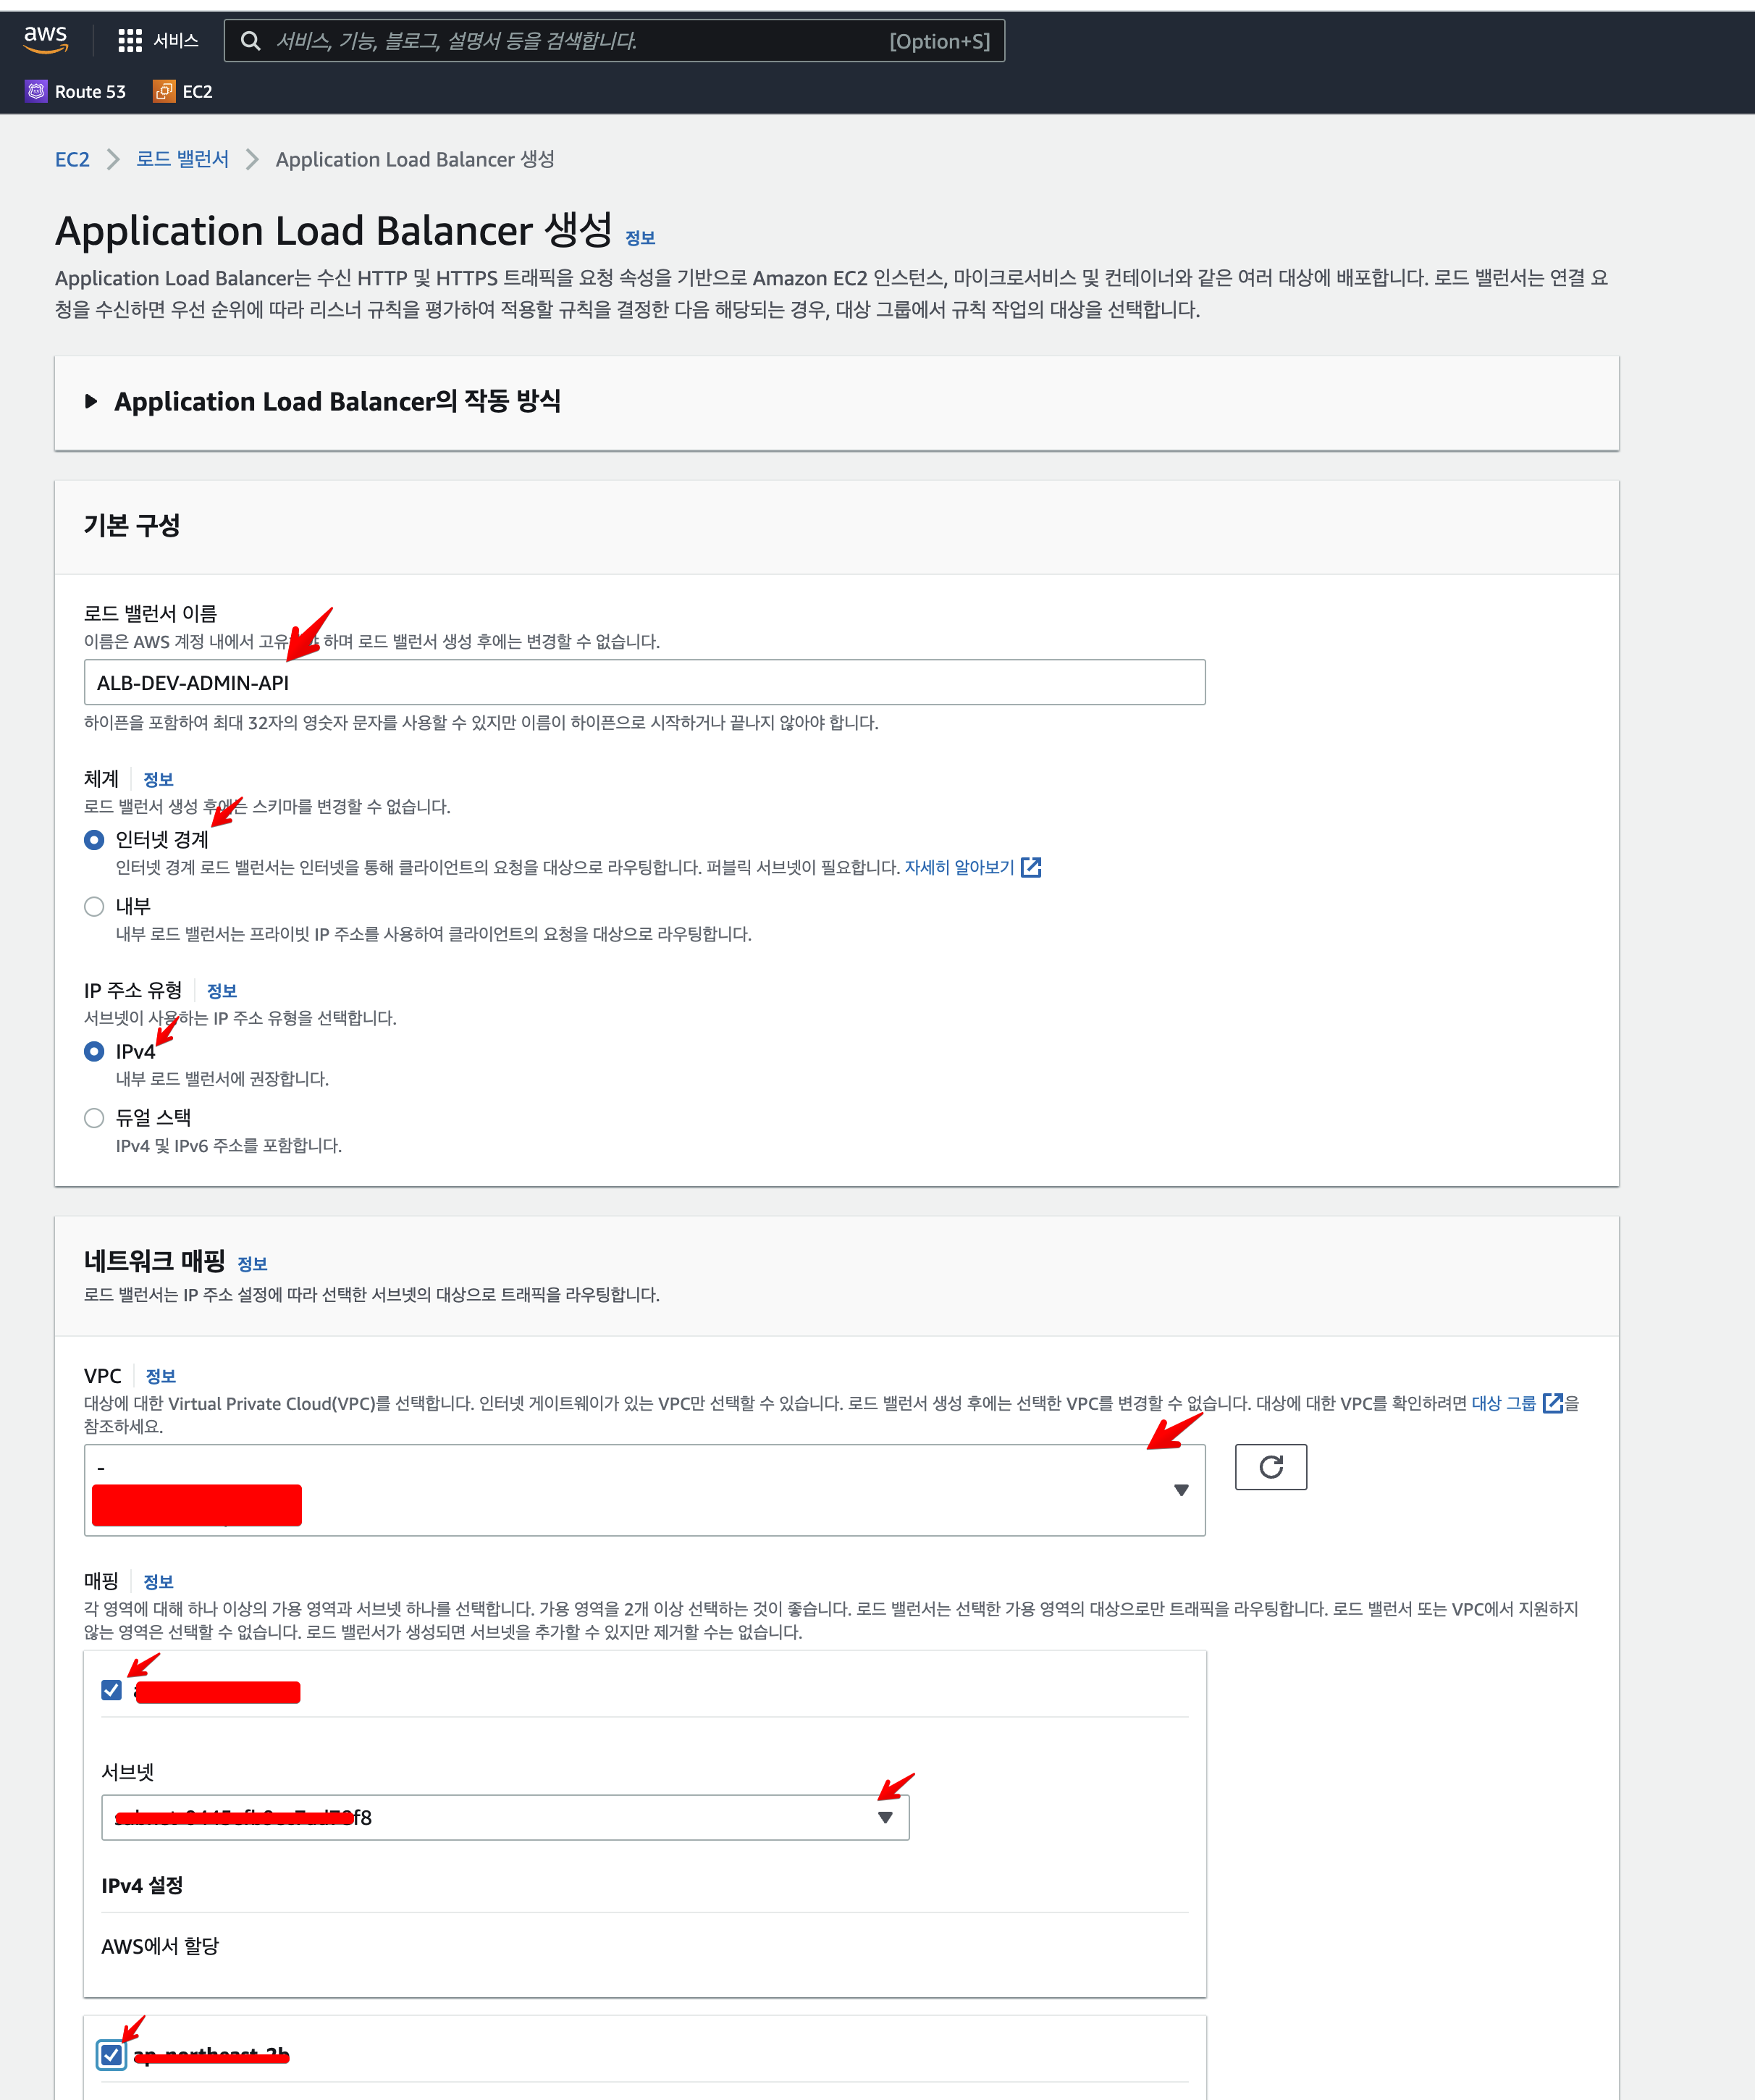 aws
서비스
서비스, 기능, 블로그, 설명서 등을 검색합니다.
[Option+S]
Route 53
EC2
EC2
로드 밸런서
Application Load Balancer 생성
Application Load Balancer 생성 정보
Application Load Balancer는 수신 HTTP 및 HTTPS 트래픽을 요청 속성을 기반으로 Amazon EC2 인스턴스, 마이크로서비스 및 컨테이너와 같은 여러 대상에 배포합니다. 로드 밸런서는 연결 요
청을 수신하면 우선 순위에 따라 리스너 규칙을 평가하여 적용할 규칙을 결정한 다음 해당되는 경우, 대상 그룹에서 규칙 작업의 대상을 선택합니다.
Application Load Balancer의 작동 방식
기본 구성
로드 밸런서 이름
이름은 AWS 계정 내에서 하며 로드 밸런서 생성 후에는 변경할 수 없습니다.
ALB-DEV-ADMIN-API
하이픈을 포함하여 최대 32자의 영숫자 문자를 사용할 수 있지만 이름이 하이픈으로 시작하거나 끝나지 않아야 합니다.
체계 정보
로드 밸런서 생성 후에는 스키마를 변경할 수 없습니다.
인터넷 경계
인터넷 경계 로드 밸런서는 인터넷을 통해 클라이언트의 요청을 대상으로 라우팅합니다. 퍼블릭 서브넷이 필요합니다. 자세히 알아보기
내부
내부 로드 밸런서는 프라이빗 IP 주소를 사용하여 클라이언트의 요청을 대상으로 라우팅합니다.
IP 주소 유형 정보
서브넷이 사용하는 IP 주소 유형을 선택합니다.
IPv4
내부 로드 밸런서에 권장합니다.
듀얼 스택
IPv4 및 IPv6 주소를 포함합니다.
네트워크 매핑 정보
로드 밸런서는 IP 주소 설정에 따라 선택한 서브넷의 대상으로 트래픽을 라우팅합니다.
VPC 정보
대상에 대한 Virtual Private Cloud(VPC)를 선택합니다. 인터넷 게이트웨이가 있는 VPC만 선택할 수 있습니다. 로드 밸런서 생성 후에는 선택한 VPC를 변경할 수 없습니다. 대상에 대한 VPC를 확인하려면 대상 그룹을
참조하세요.
-
매핑 정보
각 영역에 대해 하나 이상의 가용 영역과 서브넷 하나를 선택합니다. 가용 영역을 2개 이상 선택하는 것이 좋습니다. 로드 밸런서는 선택한 가용 영역의 대상으로만 트래픽을 라우팅합니다. 로드 밸런서 또는 VPC에서 지원하지
않는 영역은 선택할 수 없습니다. 로드 밸런서가 생성되면 서브넷을 추가할 수 있지만 제거할 수는 없습니다.
서브넷
IPv4 설정
AWS에서 할당